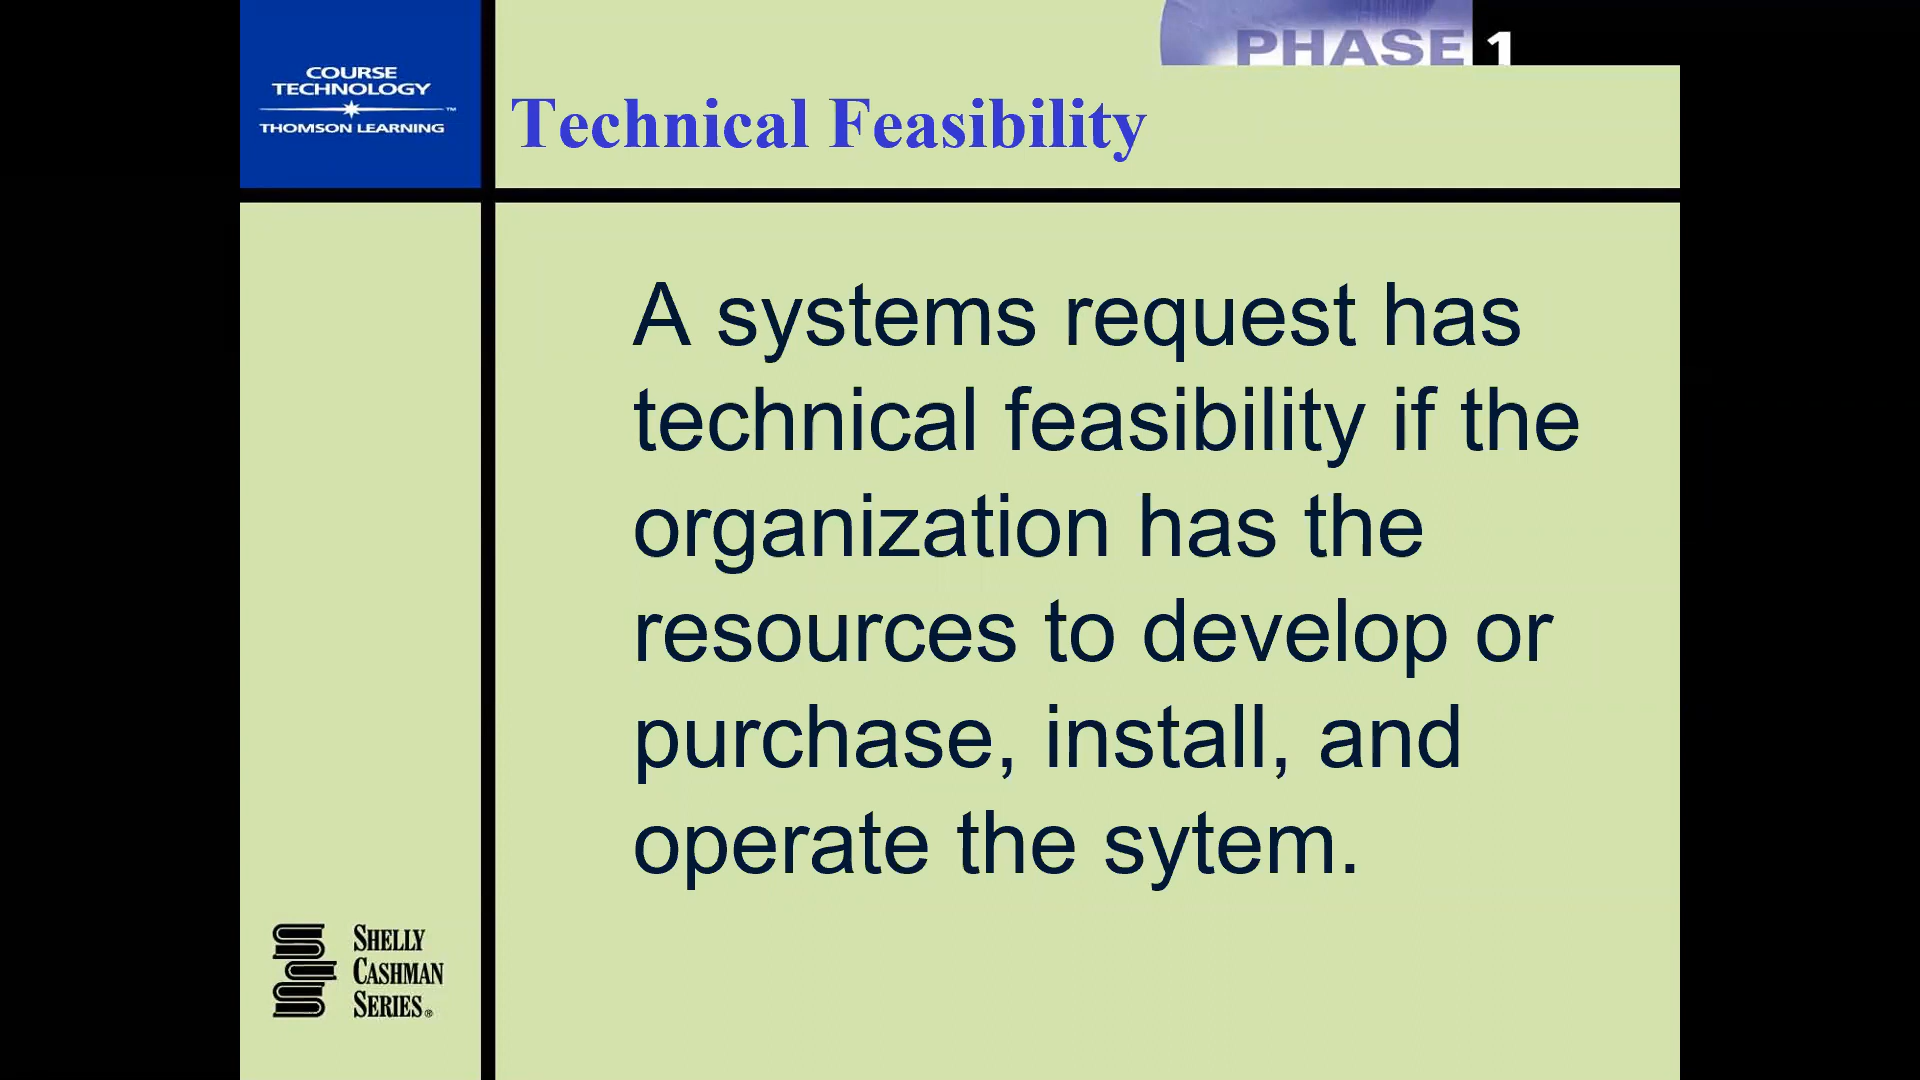 COURSE
TECHNOLOGY
™
THOMSON LEARNING
PHASE 1
Technical Feasibility
A systems request has
technical feasibility if the
organization has the
resources to develop or
purchase, install, and
operate the sytem.
SHELLY
CASHMAN
SERIES®